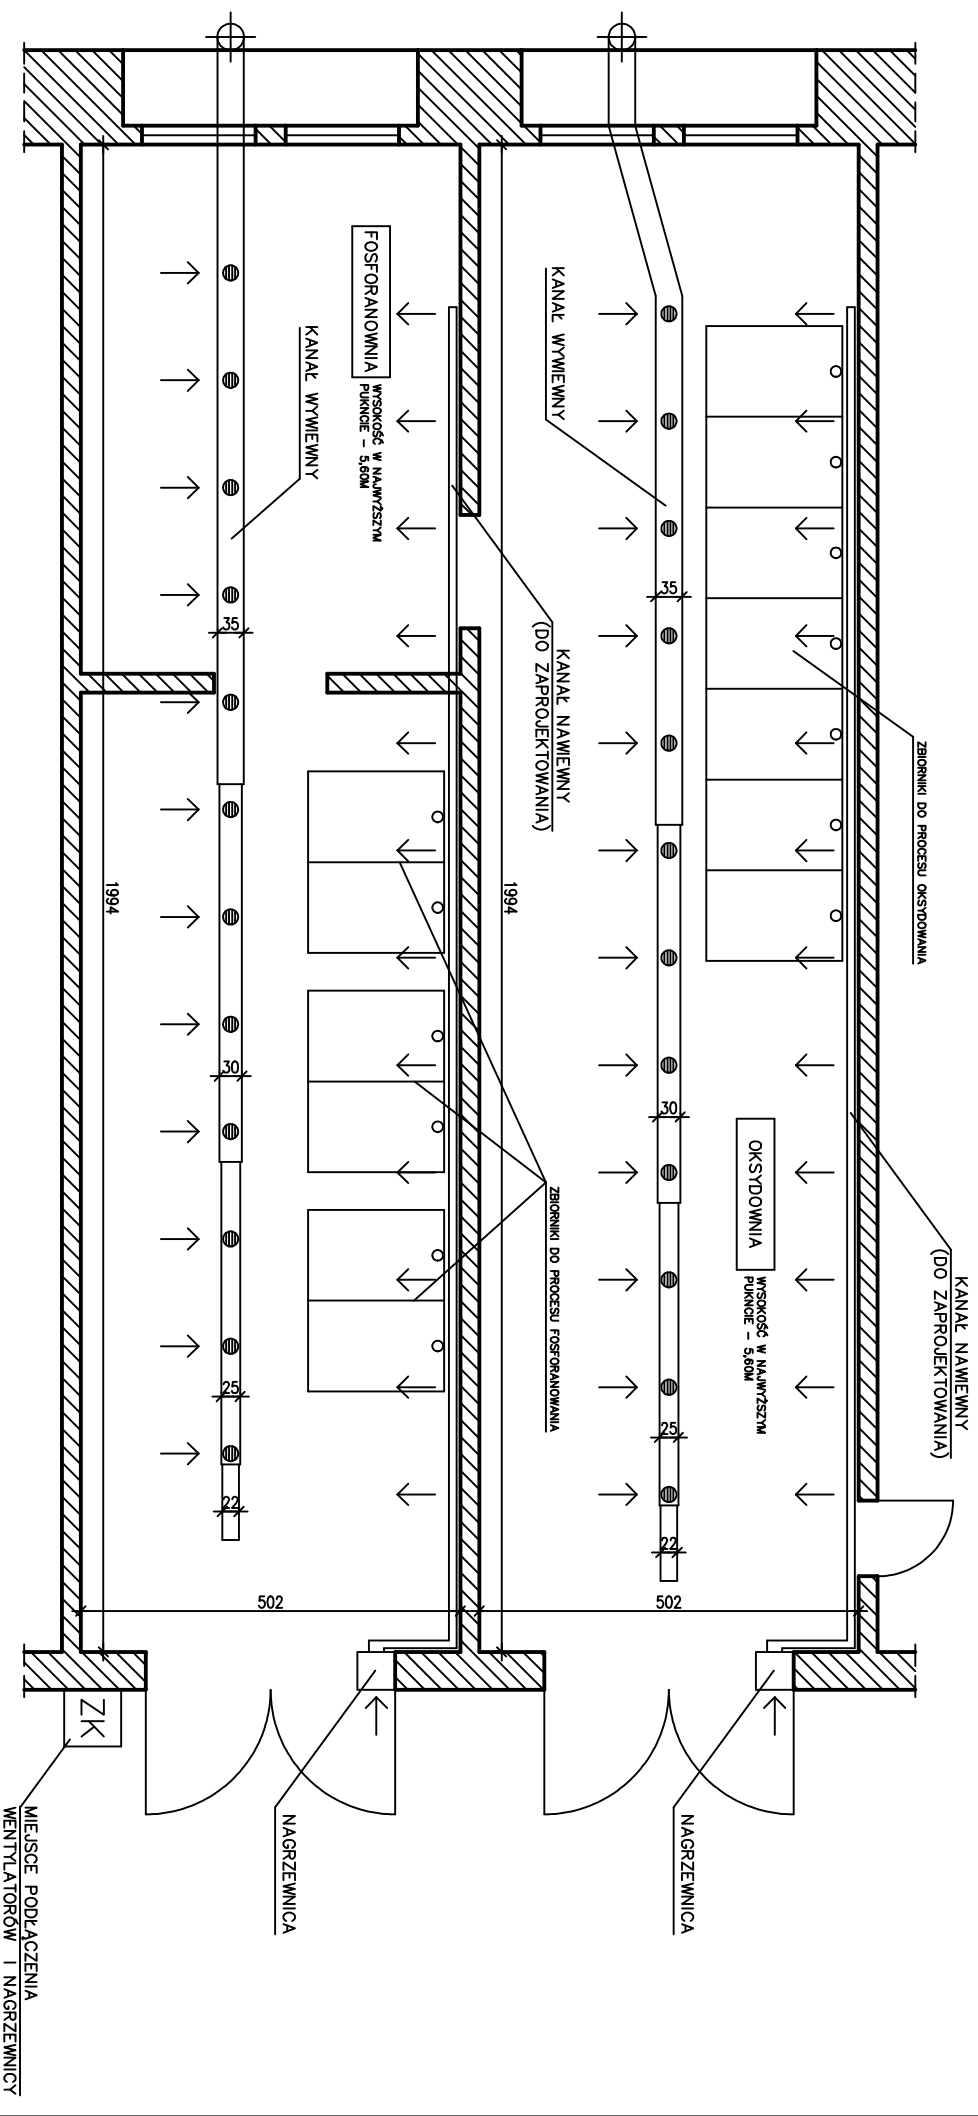 KANAŁ NAWIEWNY
(DO ZAPROJEKTOWANIA)
ZBIORNIKI DO PROCESU OKSYDOWANIA
OKSYDOWNIA
WYSOKOŚĆ W NAJWYŻSZYM
PUKNCIE - 5,60M
KANAŁ WYWIEWNY
35
30
25
22
502
1994
NAGRZEWNICA
KANAŁ NAWIEWNY
(DO ZAPROJEKTOWANIA)
ZBIORNIKI DO PROCESU FOSFORANOWANIA
FOSFORANOWNIA
WYSOKOŚĆ W NAJWYŻSZYM
PUKNCIE - 5,60M
KANAŁ WYWIEWNY
35
30
25
22
502
1994
NAGRZEWNICA
ZK
MIEJSCE PODŁĄCZENIA
WENTYLATORÓW I NAGRZEWNICY